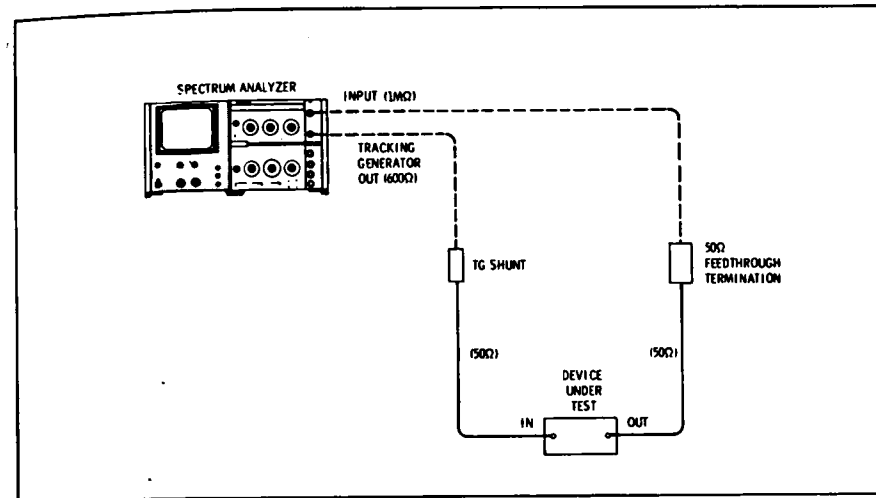 SPECTRUM ANALYZER
INPUT (1MΩ)
TRACKING
GENERATOR
OUT (600Ω)
TG SHUNT
50Ω
FEEDTHROUGH
TERMINATION
(50Ω)
(50Ω)
DEVICE
UNDER
TEST
IN
OUT